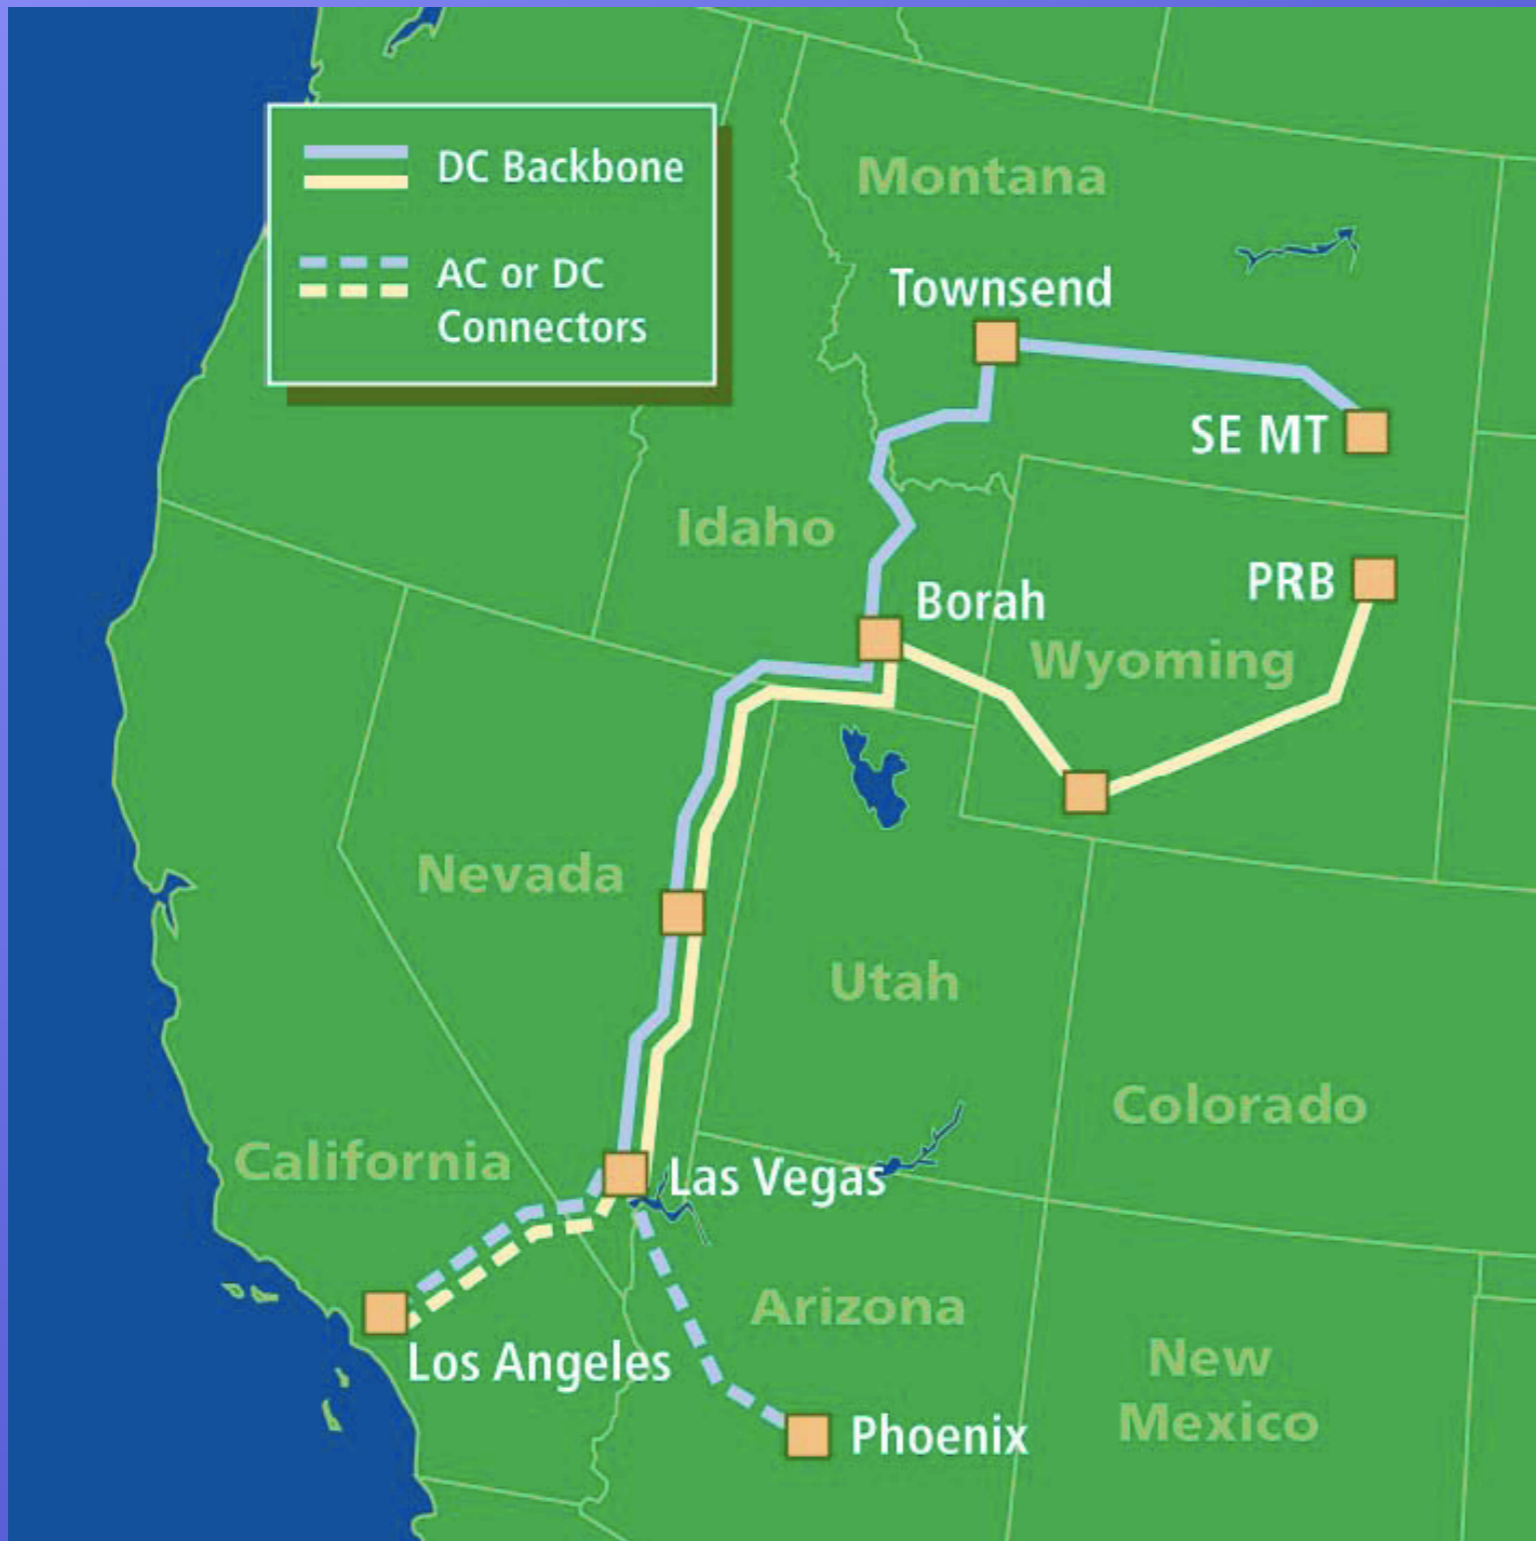 DC Backbone
AC or DC
Connectors
Montana
Townsend
SE MT
Idaho
PRB
Borah
Wyoming
Nevada
Utah
Colorado
California
Las Vegas
Arizona
Los Angeles
New
Mexico
Phoenix